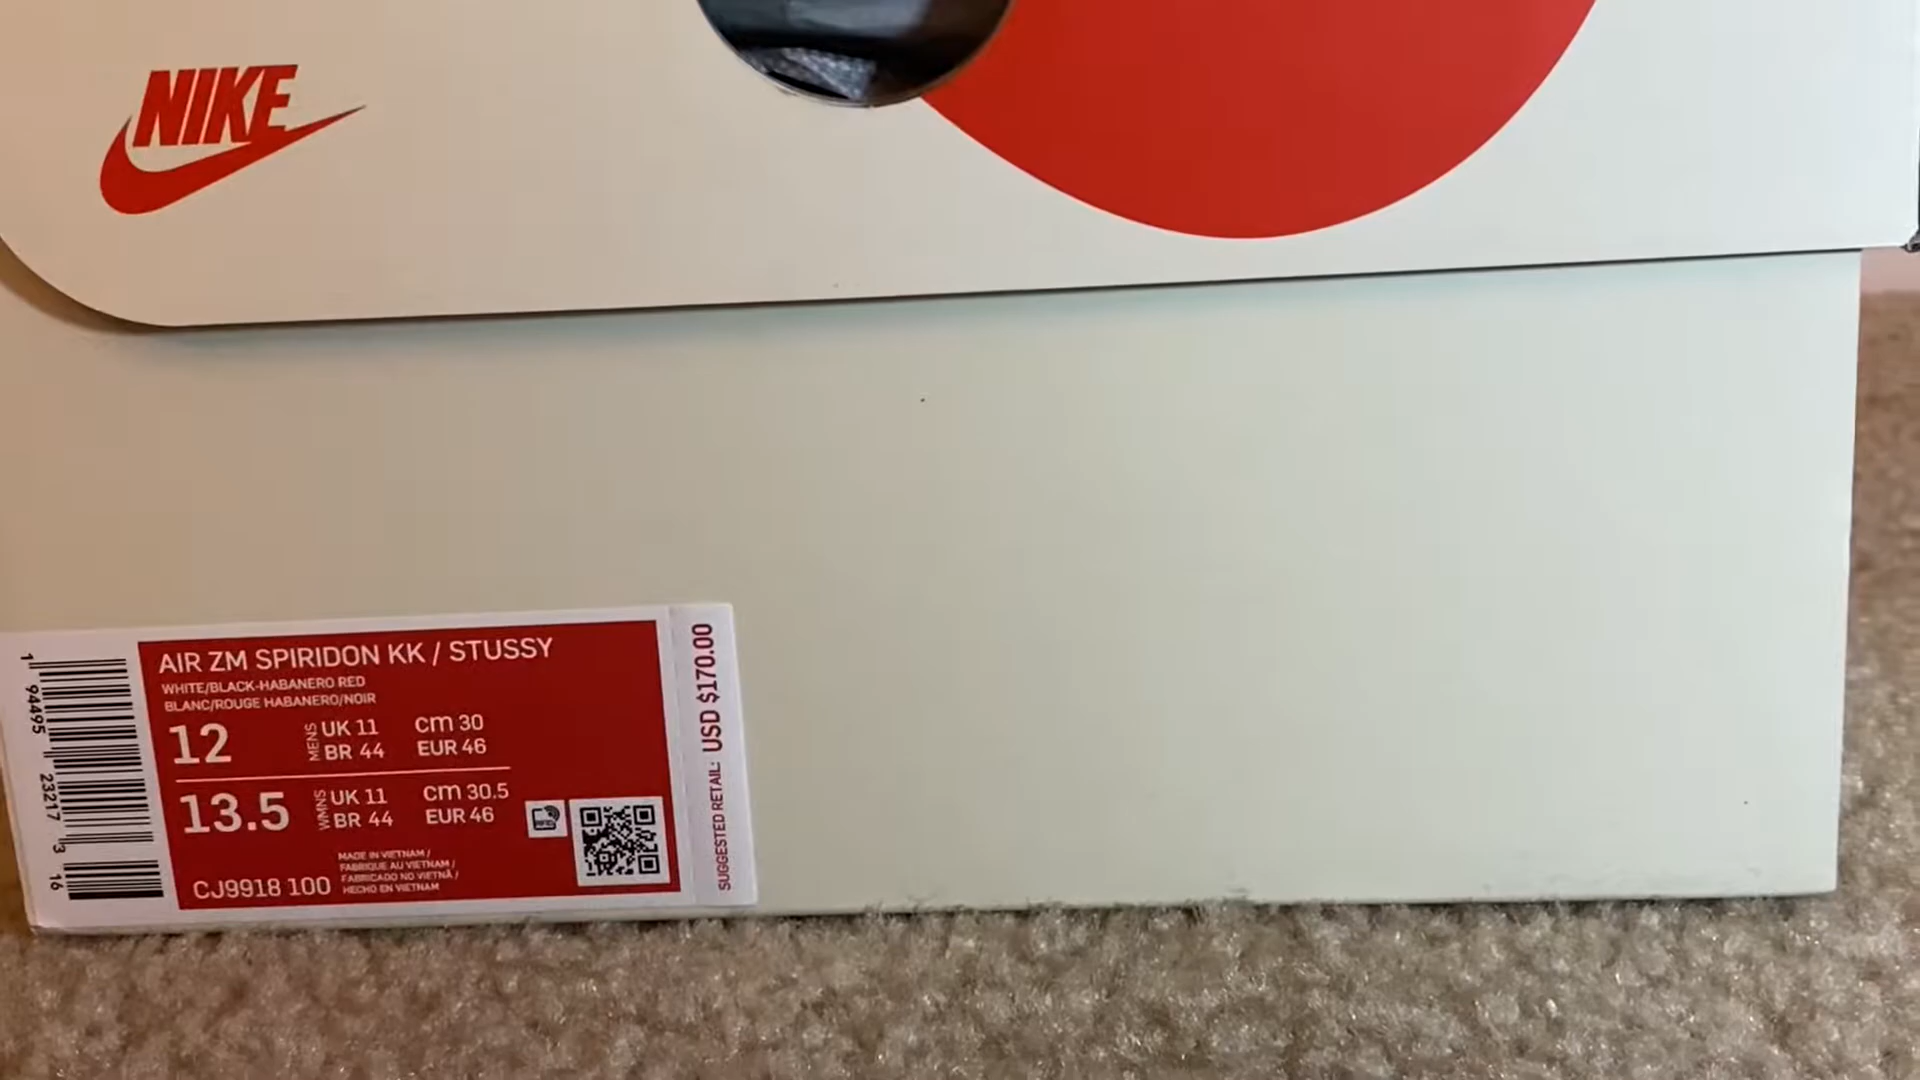 NIKE
AIR ZM SPIRIDON KK / STUSSY
WHITE/BLACK-HABANERO RED
BLANC/ROUGE HABANERO/NOIR
12 MENS UK 11 cm 30
BR 44 EUR 46
13.5 WMNS UK 11 cm 30.5
BR 44 EUR 46
MADE IN VIETNAM /
FABRIQUE AU VIETNAM /
FABRICADO NO VIETNÃ /
HECHO EN VIETNAM
CJ9918 100
SUGGESTED RETAIL: USD $170.00
1 94495 23217 3 16